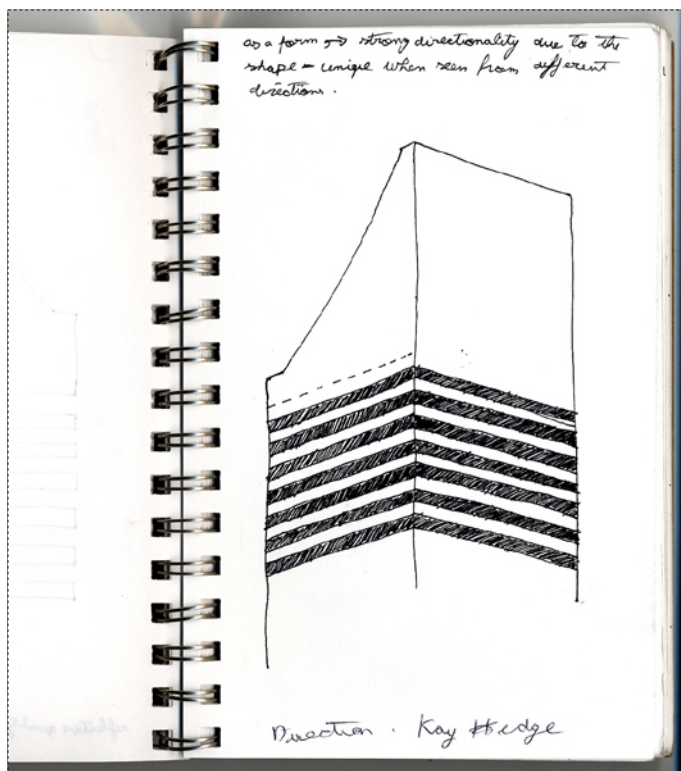 as a form → strong directionality due to the
shape – unique when seen from different
directions.
Direction . Kay Hedge